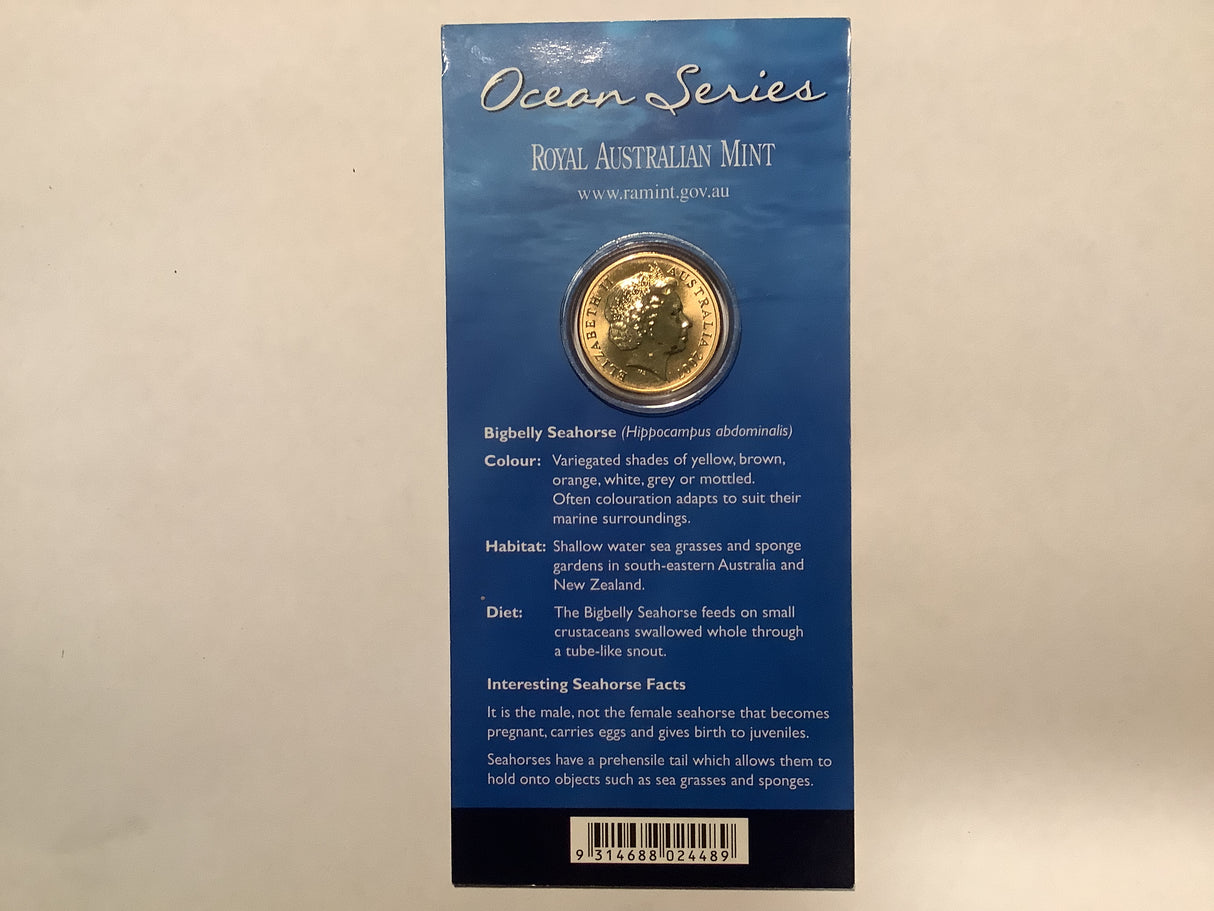 Ocean Series
ROYAL AUSTRALIAN MINT
www.ramint.gov.au
ELIZABETH II AUSTRALIA 2007
Bigbelly Seahorse (Hippocampus abdominalis)
Colour: Variegated shades of yellow, brown,
orange, white, grey or mottled.
Often colouration adapts to suit their
marine surroundings.
Habitat: Shallow water sea grasses and sponge
gardens in south-eastern Australia and
New Zealand.
Diet: The Bigbelly Seahorse feeds on small
crustaceans swallowed whole through
a tube-like snout.
Interesting Seahorse Facts
It is the male, not the female seahorse that becomes
pregnant, carries eggs and gives birth to juveniles.
Seahorses have a prehensile tail which allows them to
hold onto objects such as sea grasses and sponges.
9 314688 024489